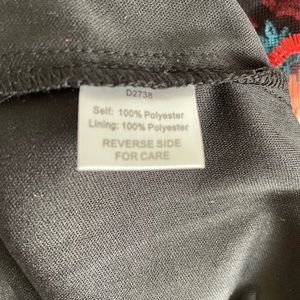 D2738
Self: 100% Polyester
Lining: 100% Polyester
REVERSE SIDE
FOR CARE